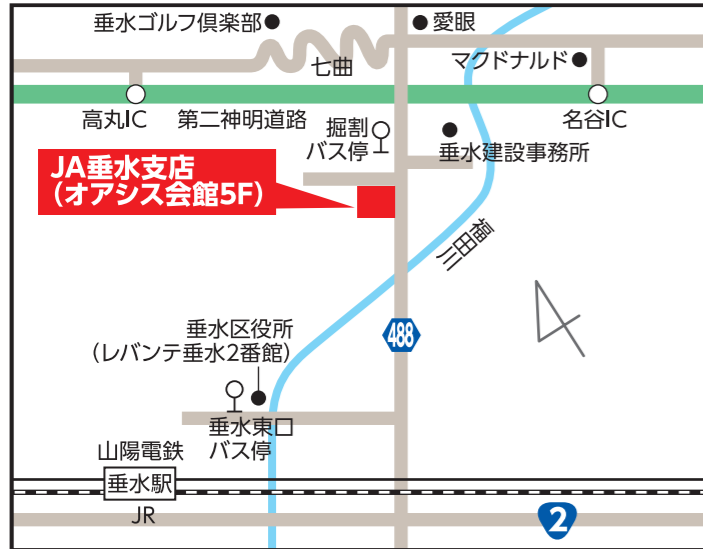 垂水ゴルフ倶楽部
愛眼
七曲
マクドナルド
高丸IC
第二神明道路
掘割
バス停
名谷IC
垂水建設事務所
JA垂水支店
(オアシス会館5F)
福田川
488
垂水区役所
(レバンテ垂水2番館)
垂水東口
バス停
山陽電鉄
垂水駅
JR
2